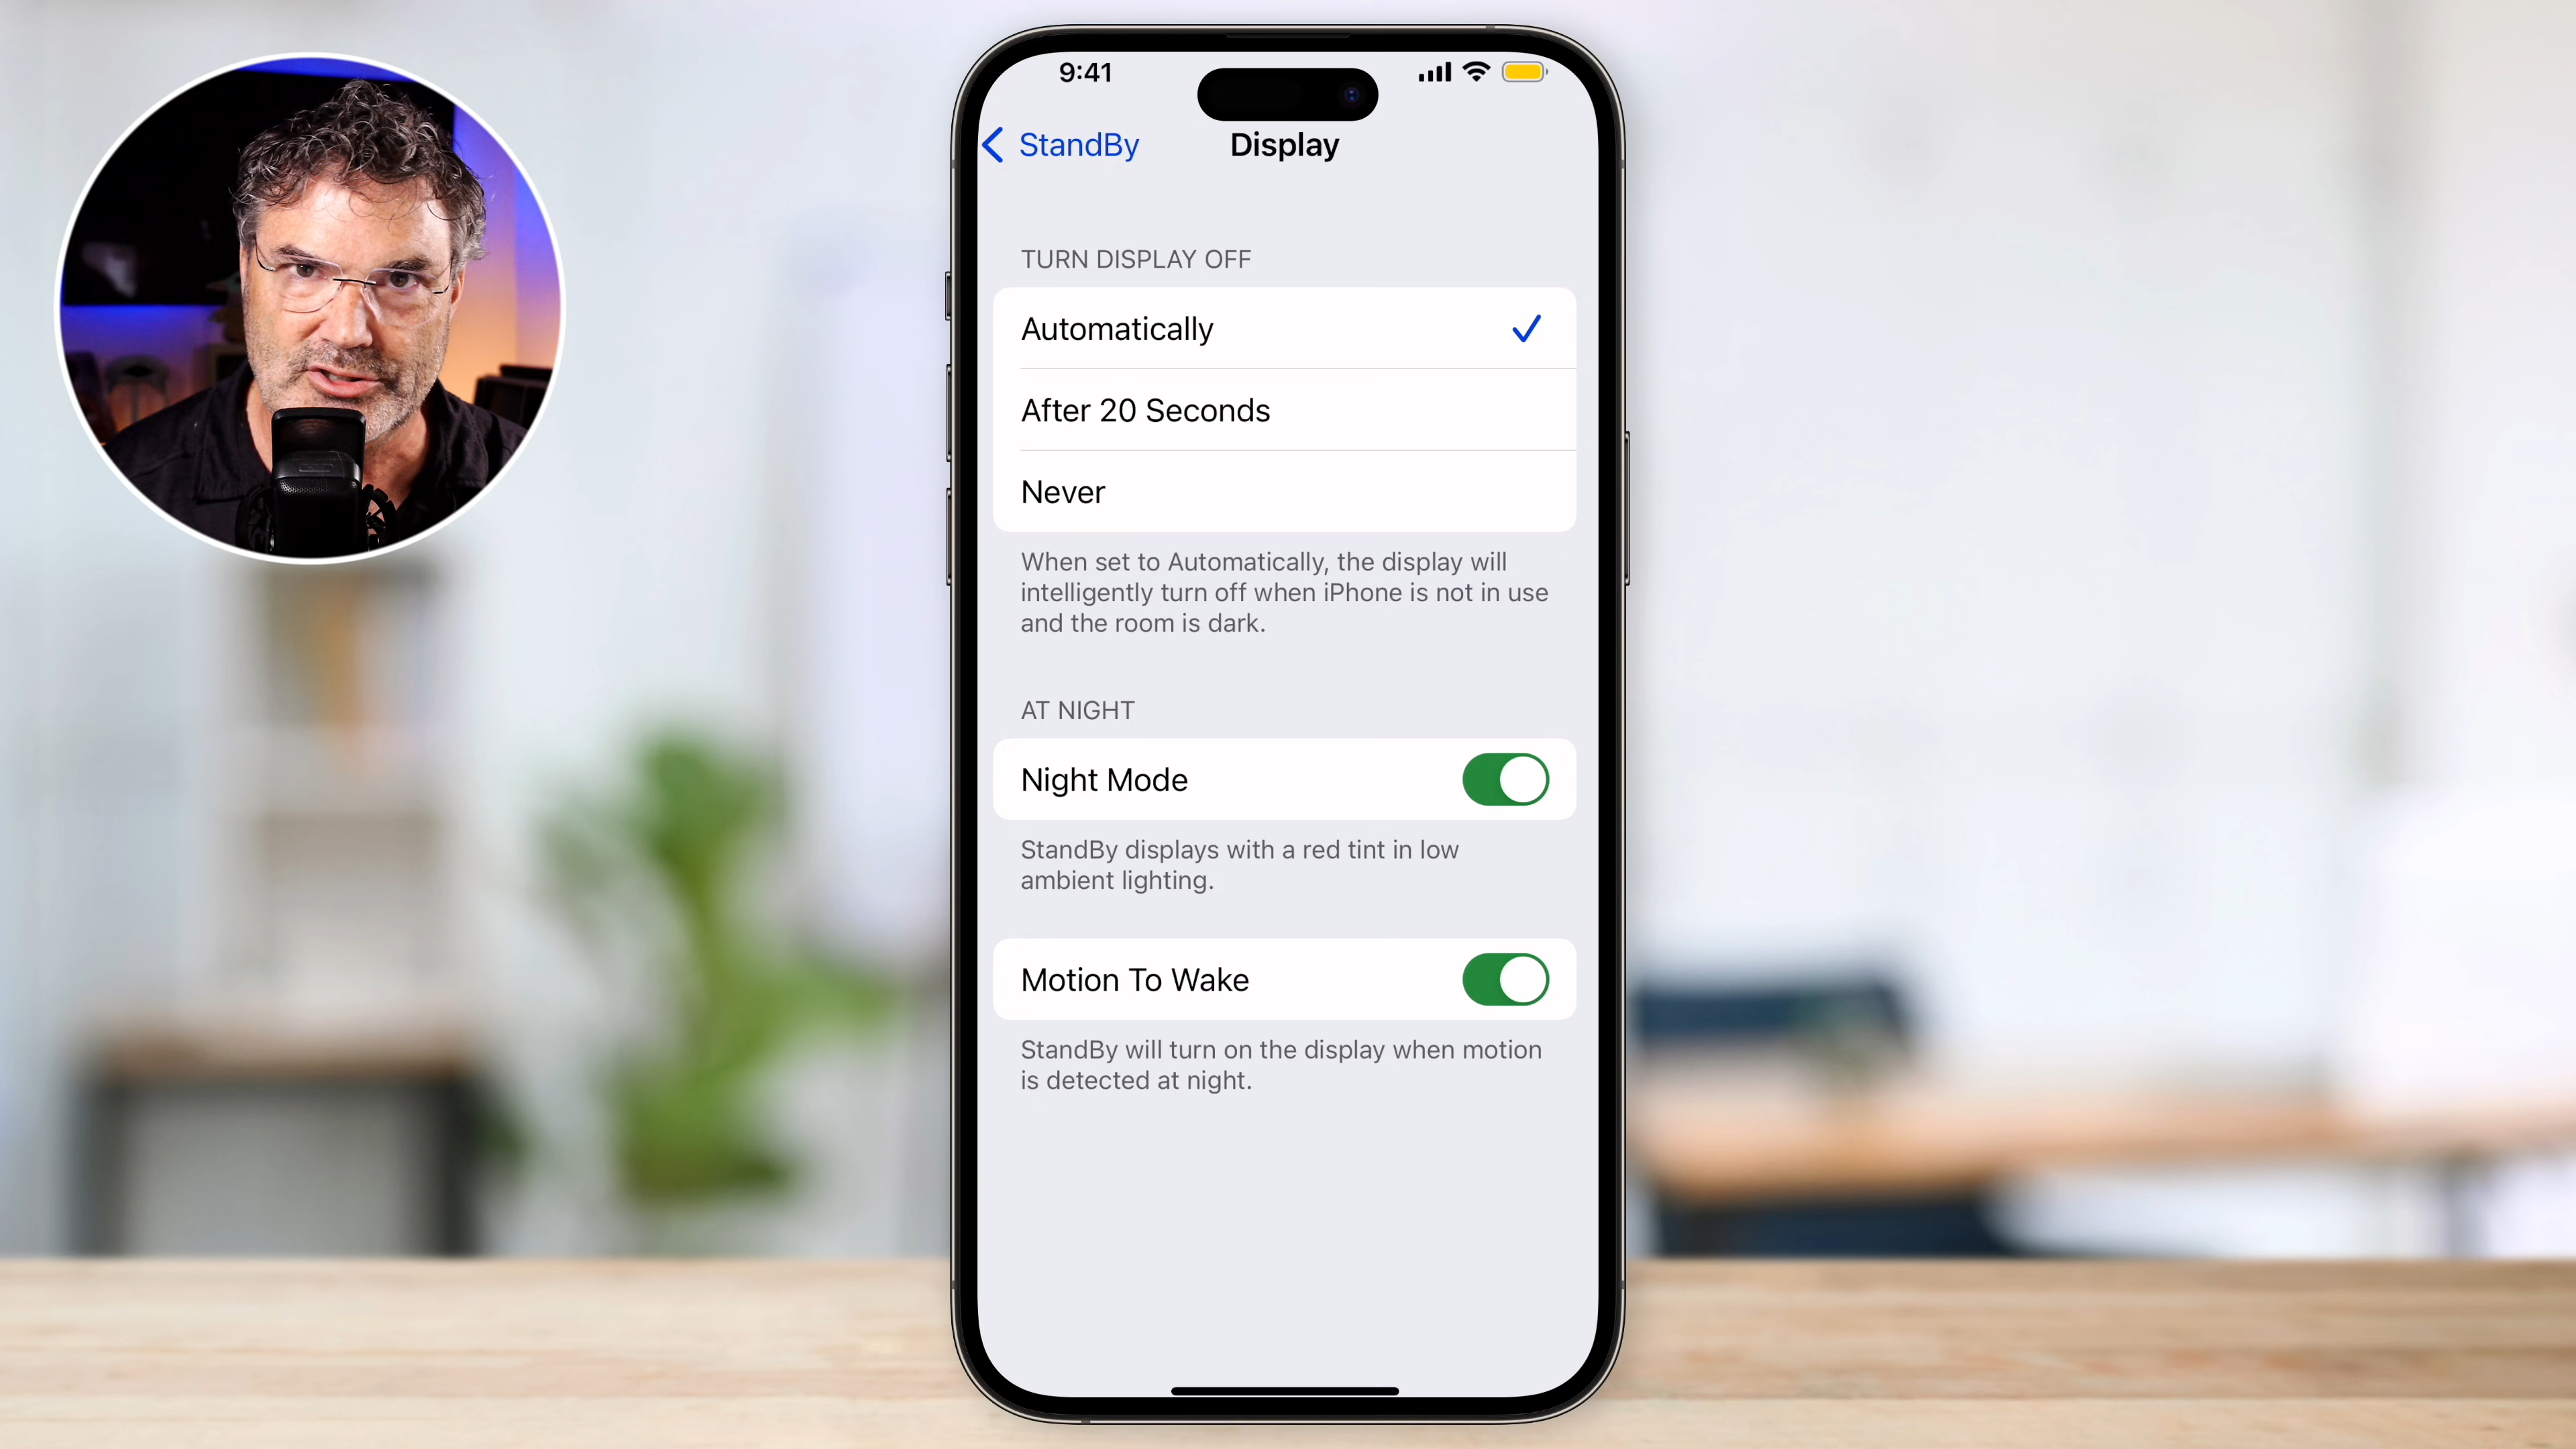 9:41
StandBy
Display
TURN DISPLAY OFF
Automatically
After 20 Seconds
Never
When set to Automatically, the display will
intelligently turn off when iPhone is not in use
and the room is dark.
AT NIGHT
Night Mode
StandBy displays with a red tint in low
ambient lighting.
Motion To Wake
StandBy will turn on the display when motion
is detected at night.